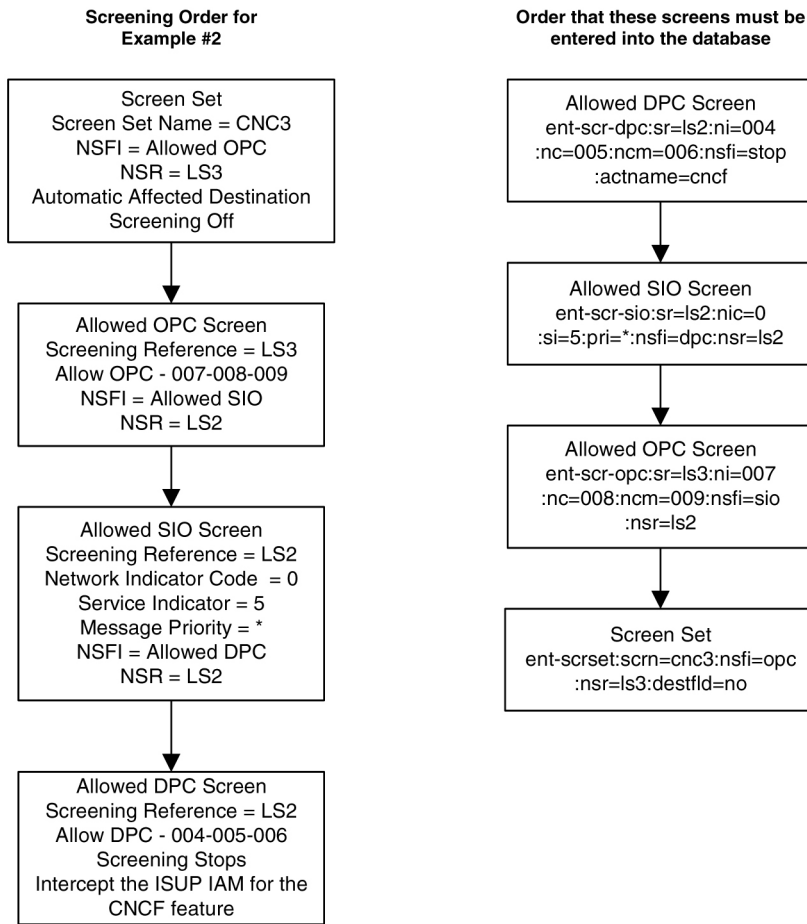 Screening Order for
Example #2
Screen Set
Screen Set Name = CNC3
NSFI = Allowed OPC
NSR = LS3
Automatic Affected Destination
Screening Off
Allowed OPC Screen
Screening Reference = LS3
Allow OPC - 007-008-009
NSFI = Allowed SIO
NSR = LS2
Allowed SIO Screen
Screening Reference = LS2
Network Indicator Code  = 0
Service Indicator = 5
Message Priority = *
NSFI = Allowed DPC
NSR = LS2
Allowed DPC Screen
Screening Reference = LS2
Allow DPC - 004-005-006
Screening Stops
Intercept the ISUP IAM for the
CNCF feature
Order that these screens must be
entered into the database
Allowed DPC Screen
ent-scr-dpc:sr=ls2:ni=004
:nc=005:ncm=006:nsfi=stop
:actname=cncf
Allowed SIO Screen
ent-scr-sio:sr=ls2:nic=0
:si=5:pri=*:nsfi=dpc:nsr=ls2
Allowed OPC Screen
ent-scr-opc:sr=ls3:ni=007
:nc=008:ncm=009:nsfi=sio
:nsr=ls2
Screen Set
ent-scrset:scrn=cnc3:nsfi=opc
:nsr=ls3:destfld=no